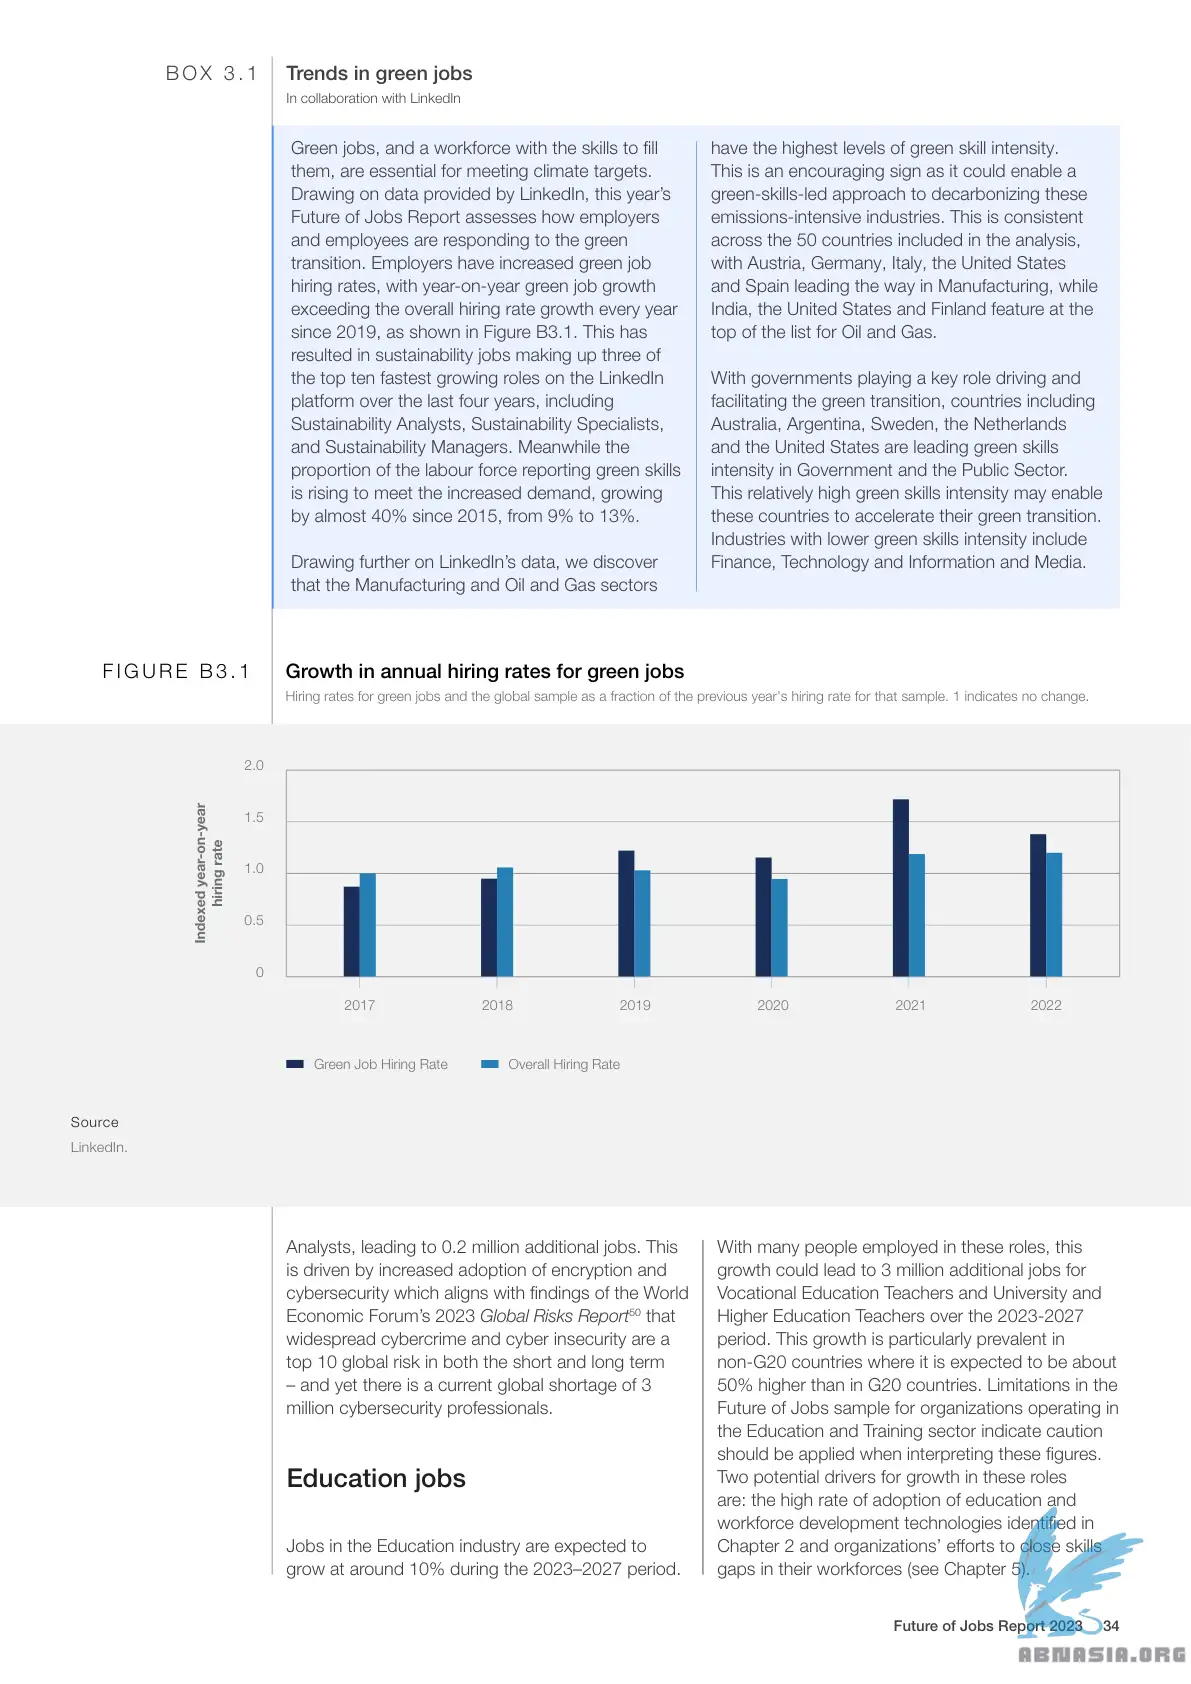 BOX 3.1
Trends in green jobs
In collaboration with LinkedIn
Green jobs, and a workforce with the skills to fill
them, are essential for meeting climate targets.
Drawing on data provided by LinkedIn, this year's
Future of Jobs Report assesses how employers
and employees are responding to the green
transition. Employers have increased green job
hiring rates, with year-on-year green job growth
exceeding the overall hiring rate growth every year
since 2019, as shown in Figure B3.1. This has
resulted in sustainability jobs making up three of
the top ten fastest growing roles on the LinkedIn
platform over the last four years, including
Sustainability Analysts, Sustainability Specialists,
and Sustainability Managers. Meanwhile the
proportion of the labour force reporting green skills
is rising to meet the increased demand, growing
by almost 40% since 2015, from 9% to 13%.
Drawing further on LinkedIn's data, we discover
that the Manufacturing and Oil and Gas sectors
have the highest levels of green skill intensity.
This is an encouraging sign as it could enable a
green-skills-led approach to decarbonizing these
emissions-intensive industries. This is consistent
across the 50 countries included in the analysis,
with Austria, Germany, Italy, the United States
and Spain leading the way in Manufacturing, while
India, the United States and Finland feature at the
top of the list for Oil and Gas.
With governments playing a key role driving and
facilitating the green transition, countries including
Australia, Argentina, Sweden, the Netherlands
and the United States are leading green skills
intensity in Government and the Public Sector.
This relatively high green skills intensity may enable
these countries to accelerate their green transition.
Industries with lower green skills intensity include
Finance, Technology and Information and Media.
FIGURE B3.1
Growth in annual hiring rates for green jobs
Hiring rates for green jobs and the global sample as a fraction of the previous year's hiring rate for that sample. 1 indicates no change.
Indexed year-on-year
hiring rate
2.0
1.5
1.0
0.5
0
2017 2018 2019 2020 2021 2022
Green Job Hiring Rate Overall Hiring Rate
Source
LinkedIn.
Analysts, leading to 0.2 million additional jobs. This
is driven by increased adoption of encryption and
cybersecurity which aligns with findings of the World
Economic Forum's 2023 Global Risks Report50 that
widespread cybercrime and cyber insecurity are a
top 10 global risk in both the short and long term
– and yet there is a current global shortage of 3
million cybersecurity professionals.
Education jobs
Jobs in the Education industry are expected to
grow at around 10% during the 2023–2027 period.
With many people employed in these roles, this
growth could lead to 3 million additional jobs for
Vocational Education Teachers and University and
Higher Education Teachers over the 2023-2027
period. This growth is particularly prevalent in
non-G20 countries where it is expected to be about
50% higher than in G20 countries. Limitations in the
Future of Jobs sample for organizations operating in
the Education and Training sector indicate caution
should be applied when interpreting these figures.
Two potential drivers for growth in these roles
are: the high rate of adoption of education and
workforce development technologies identified in
Chapter 2 and organizations' efforts to close skills
gaps in their workforces (see Chapter 5).
Future of Jobs Report 2023 34
ABNASIA.ORG